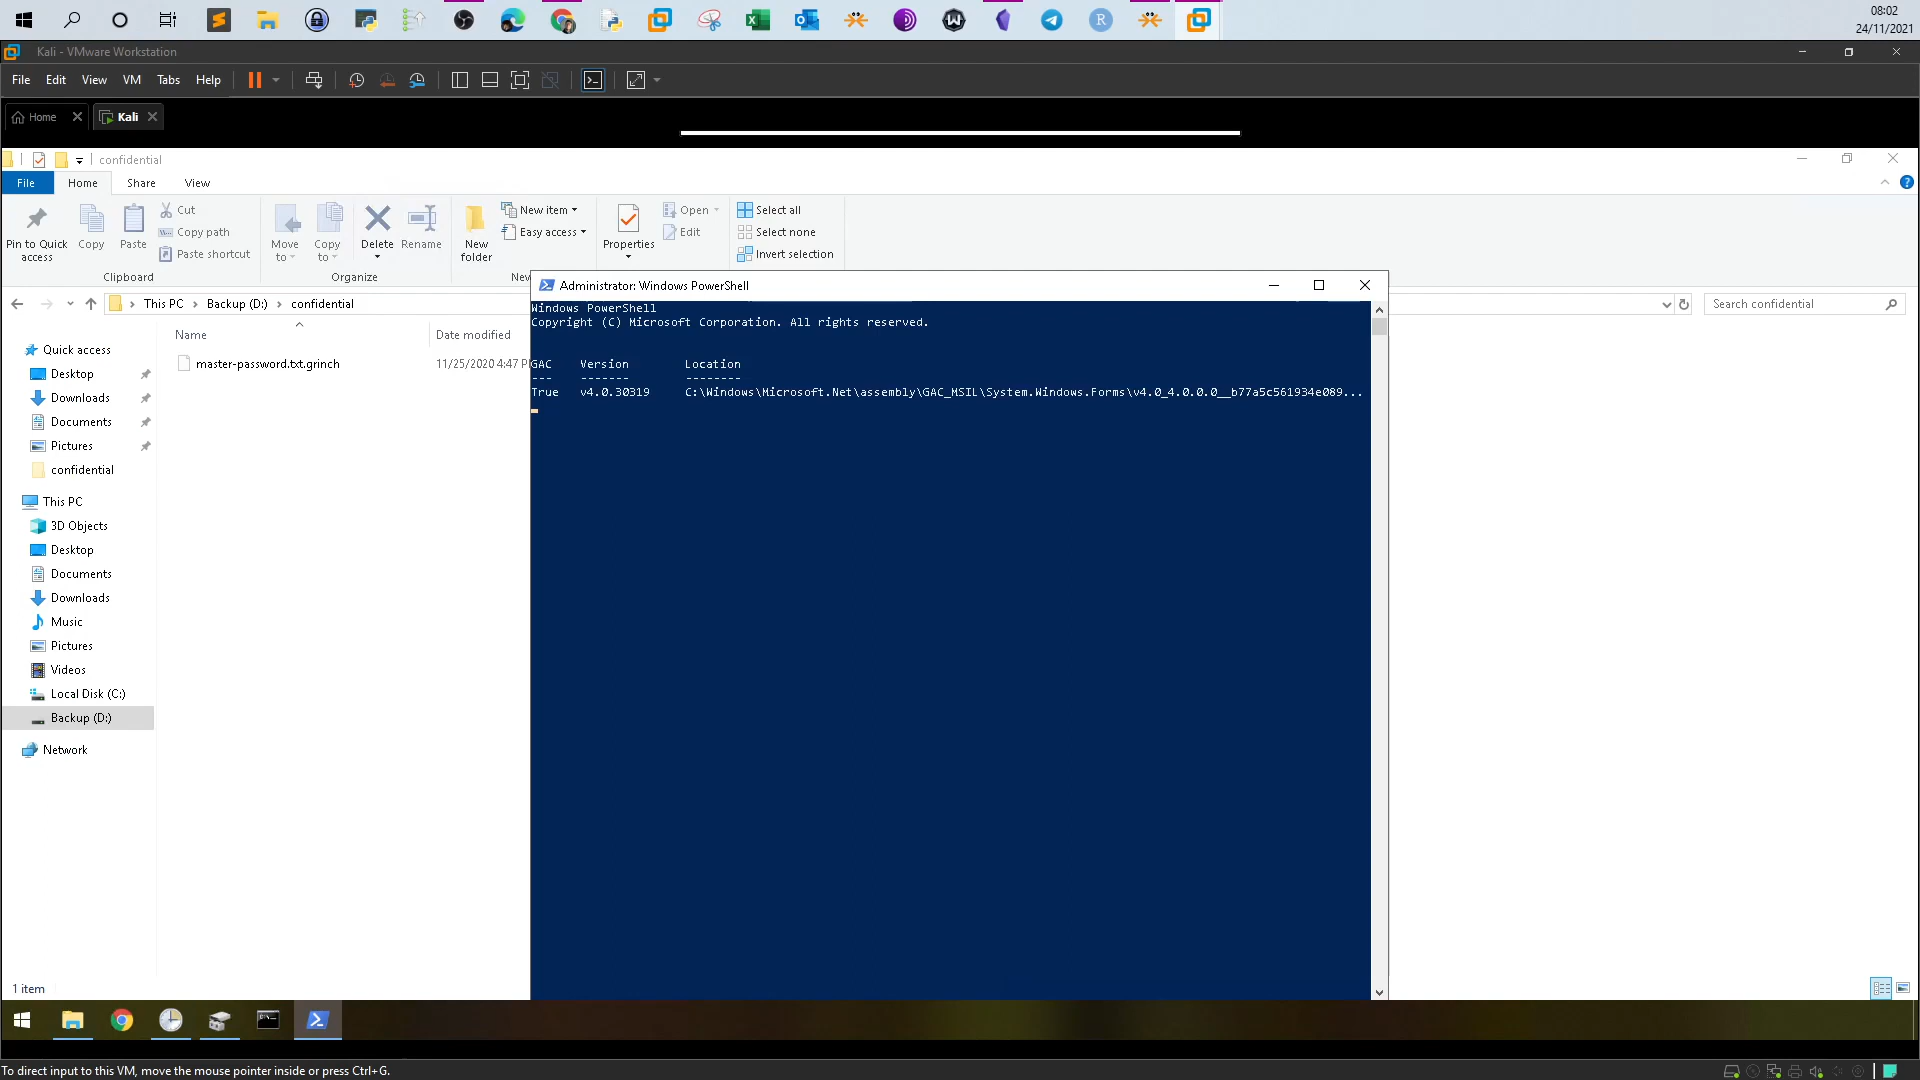 08:02
24/11/2021
Kali - VMware Workstation
File Edit View VM Tabs Help
Home
Kali
confidential
File Home Share View
Pin to Quick access
Copy
Paste
Cut
Copy path
Paste shortcut
Clipboard
Move to
Copy to
Delete
Rename
Organize
New folder
New item
Easy access
New
Properties
Open
Edit
Select all
Select none
Invert selection
This PC > Backup (D:) > confidential
Search confidential
Name
Date modified
master-password.txt.grinch
11/25/2020 4:47 P
Quick access
Desktop
Downloads
Documents
Pictures
confidential
This PC
3D Objects
Desktop
Documents
Downloads
Music
Pictures
Videos
Local Disk (C:)
Backup (D:)
Network
1 item
Administrator: Windows PowerShell
Windows PowerShell
Copyright (C) Microsoft Corporation. All rights reserved.
GAC Version Location
--- ------- --------
True v4.0.30319 C:\Windows\Microsoft.Net\assembly\GAC_MSIL\System.Windows.Forms\v4.0_4.0.0.0__b77a5c561934e089...
To direct input to this VM, move the mouse pointer inside or press Ctrl+G.